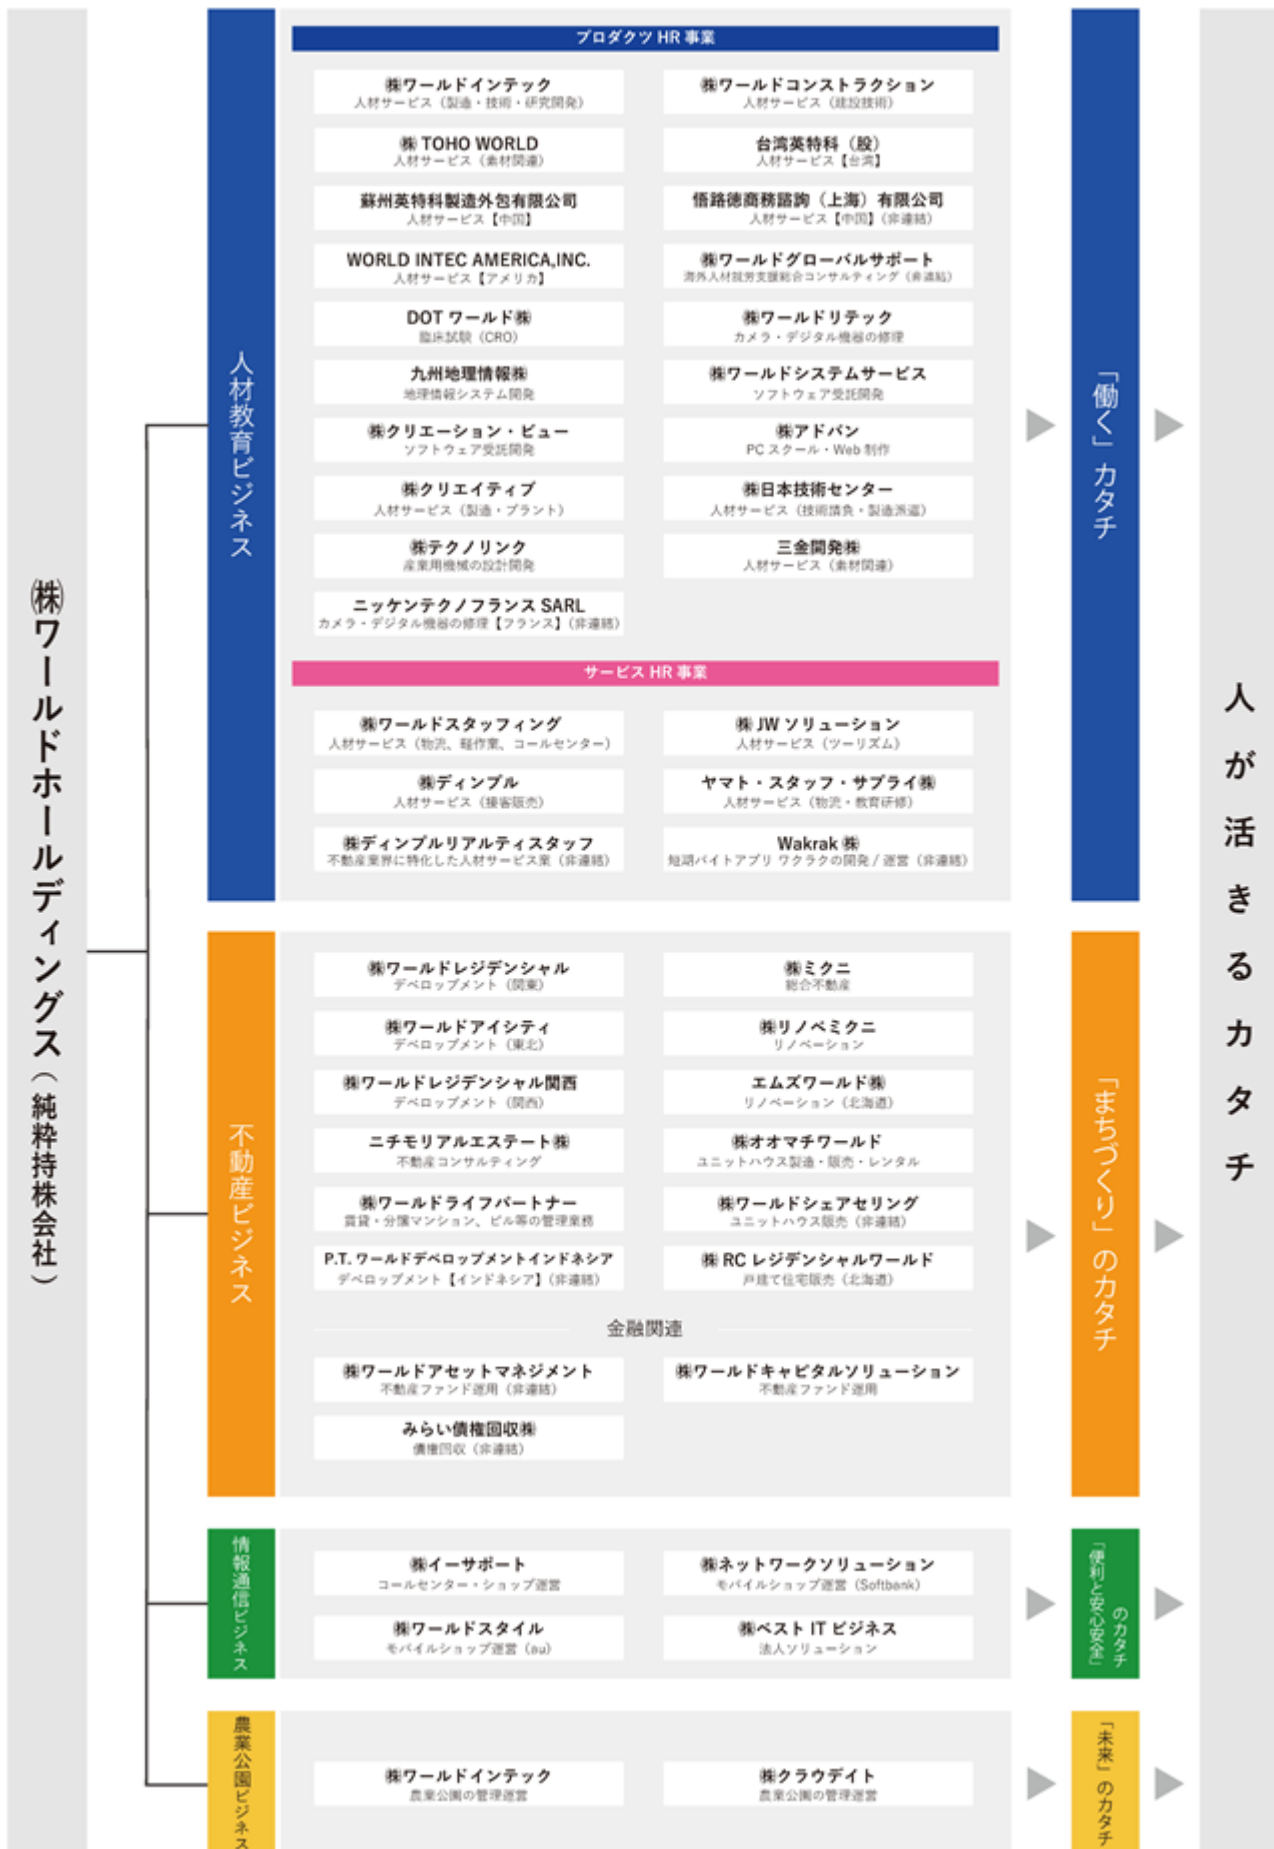 ㈱ワールドホールディングス（純粋持株会社）
人材教育ビジネス
プロダクツ HR 事業
㈱ワールドインテック
人材サービス（製造・技術・研究開発）
㈱ワールドコンストラクション
人材サービス（建設技術）
㈱ TOHO WORLD
人材サービス（素材関連）
台湾英特科（股）
人材サービス【台湾】
蘇州英特科製造外包有限公司
人材サービス【中国】
悟路徳商務諮詢（上海）有限公司
人材サービス【中国】（非連結）
WORLD INTEC AMERICA,INC.
人材サービス【アメリカ】
㈱ワールドグローバルサポート
海外人材就労支援総合コンサルティング（非連結）
DOT ワールド㈱
臨床試験（CRO）
㈱ワールドリテック
カメラ・デジタル機器の修理
九州地理情報㈱
地理情報システム開発
㈱ワールドシステムサービス
ソフトウェア受託開発
㈱クリエーション・ビュー
ソフトウェア受託開発
㈱アドバン
PC スクール・Web 制作
㈱クリエイティブ
人材サービス（製造・プラント）
㈱日本技術センター
人材サービス（技術請負・製造派遣）
㈱テクノリンク
産業用機械の設計開発
三金開発㈱
人材サービス（素材関連）
ニッケンテクノフランス SARL
カメラ・デジタル機器の修理【フランス】（非連結）
サービス HR 事業
㈱ワールドスタッフィング
人材サービス（物流、軽作業、コールセンター）
㈱ JW ソリューション
人材サービス（ツーリズム）
㈱ディンプル
人材サービス（接客販売）
ヤマト・スタッフ・サプライ㈱
人材サービス（物流・教育研修）
㈱ディンプルリアルティスタッフ
不動産業界に特化した人材サービス業（非連結）
Wakrak ㈱
短期バイトアプリ ワクラクの開発 / 運営（非連結）
「働く」カタチ
不動産ビジネス
㈱ワールドレジデンシャル
デベロップメント（関東）
㈱ミクニ
総合不動産
㈱ワールドアイシティ
デベロップメント（東北）
㈱リノベミクニ
リノベーション
㈱ワールドレジデンシャル関西
デベロップメント（関西）
エムズワールド㈱
リノベーション（北海道）
ニチモリアルエステート㈱
不動産コンサルティング
㈱オオマチワールド
ユニットハウス製造・販売・レンタル
㈱ワールドライフパートナー
賃貸・分譲マンション、ビル等の管理業務
㈱ワールドシェアセリング
ユニットハウス販売（非連結）
P.T. ワールドデベロップメントインドネシア
デベロップメント【インドネシア】（非連結）
㈱ RC レジデンシャルワールド
戸建て住宅販売（北海道）
金融関連
㈱ワールドアセットマネジメント
不動産ファンド運用（非連結）
㈱ワールドキャピタルソリューション
不動産ファンド運用
みらい債権回収㈱
債権回収（非連結）
「まちづくり」のカタチ
情報通信ビジネス
㈱イーサポート
コールセンター・ショップ運営
㈱ネットワークソリューション
モバイルショップ運営（Softbank）
㈱ワールドスタイル
モバイルショップ運営（au）
㈱ベスト IT ビジネス
法人ソリューション
「便利と安心安全」
のカタチ
農業公園ビジネス
㈱ワールドインテック
農業公園の管理運営
㈱クラウデイト
農業公園の管理運営
「未来」のカタチ
人が活きるカタチ